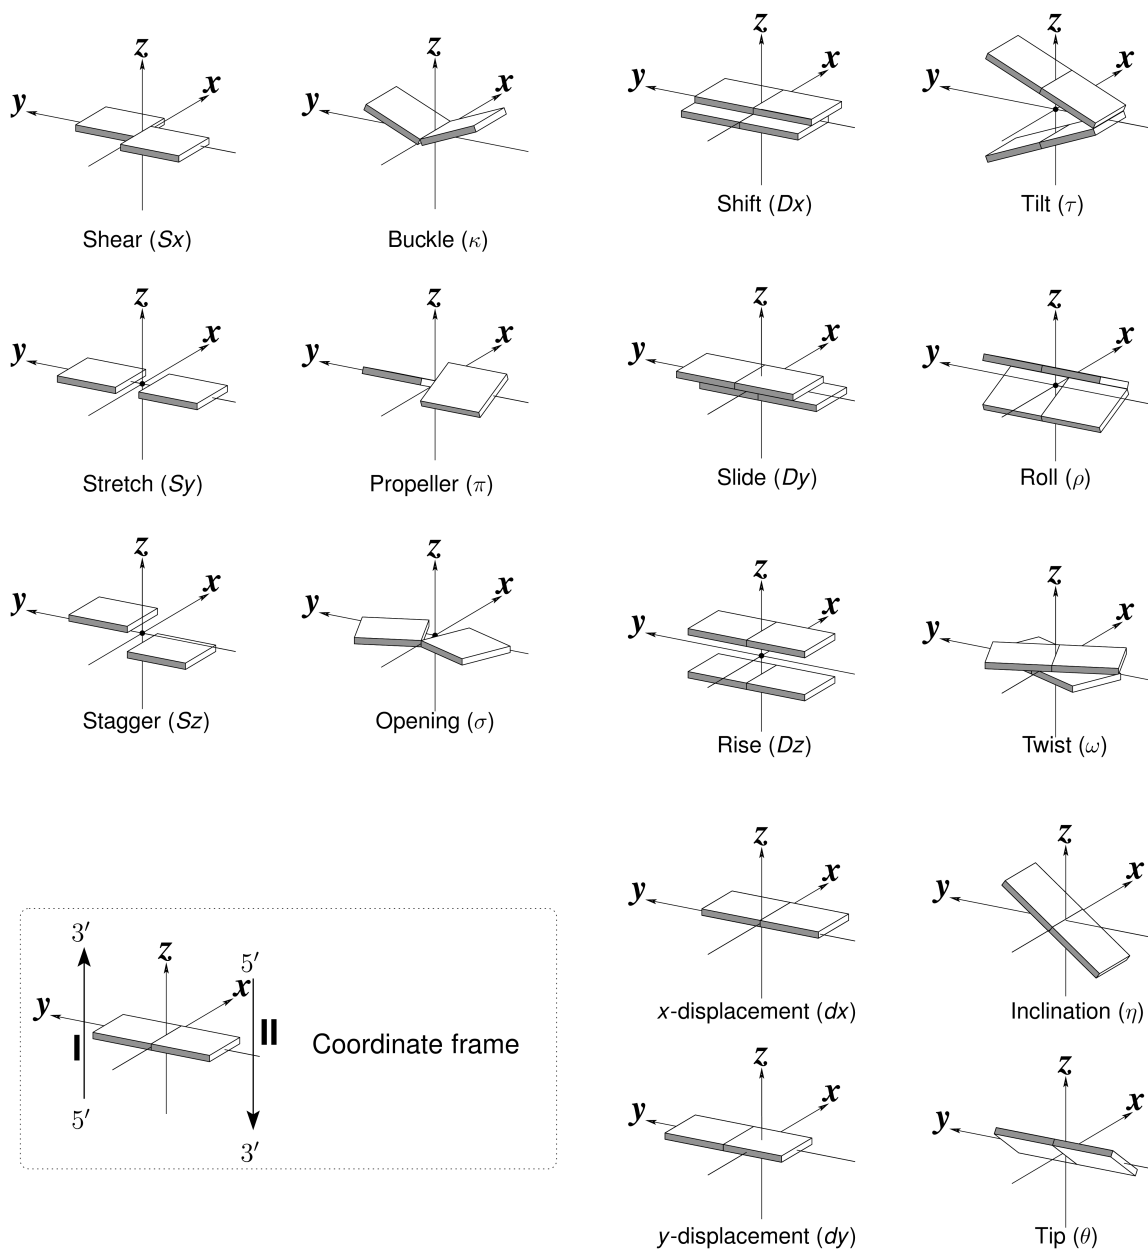 z
x
y
Shear (Sx)
z
x
y
Buckle (κ)
z
x
y
Shift (Dx)
z
x
y
Tilt (τ)
z
x
y
Stretch (Sy)
z
x
y
Propeller (π)
z
x
y
Slide (Dy)
z
x
y
Roll (ρ)
z
x
y
Stagger (Sz)
z
x
y
Opening (σ)
z
x
y
Rise (Dz)
z
x
y
Twist (ω)
z
x
y
x-displacement (dx)
z
x
y
Inclination (η)
3′
z
5′
x
y
I
II
Coordinate frame
5′
3′
z
x
y
y-displacement (dy)
z
x
y
Tip (θ)